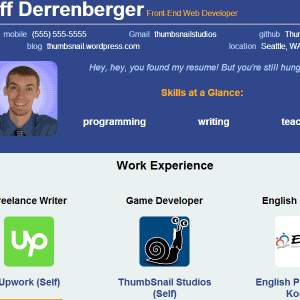 ff Derrenberger Front-End Web Developer
mobile (555) 555-5555 Gmail thumbsnailstudios github Thum
blog thumbsnail.wordpress.com location Seattle, WA
Hey, hey, you found my resume! But you're still hung
Skills at a Glance:
programming writing teac
Work Experience
reelance Writer Game Developer English
Up E
Upwork (Self) ThumbSnail Studios English P
(Self) Ko